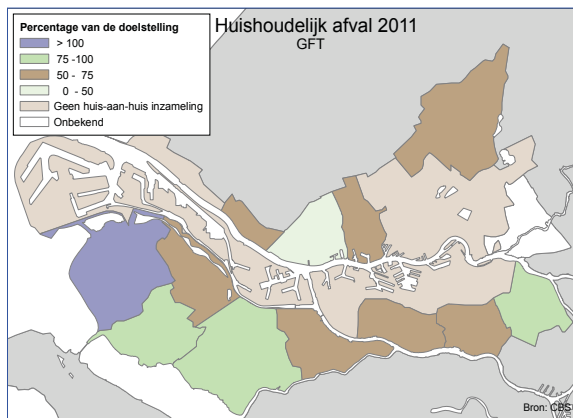 Huishoudelijk afval 2011
GFT
Percentage van de doelstelling
> 100
75 -100
50 - 75
0 - 50
Geen huis-aan-huis inzameling
Onbekend
Bron: CBS